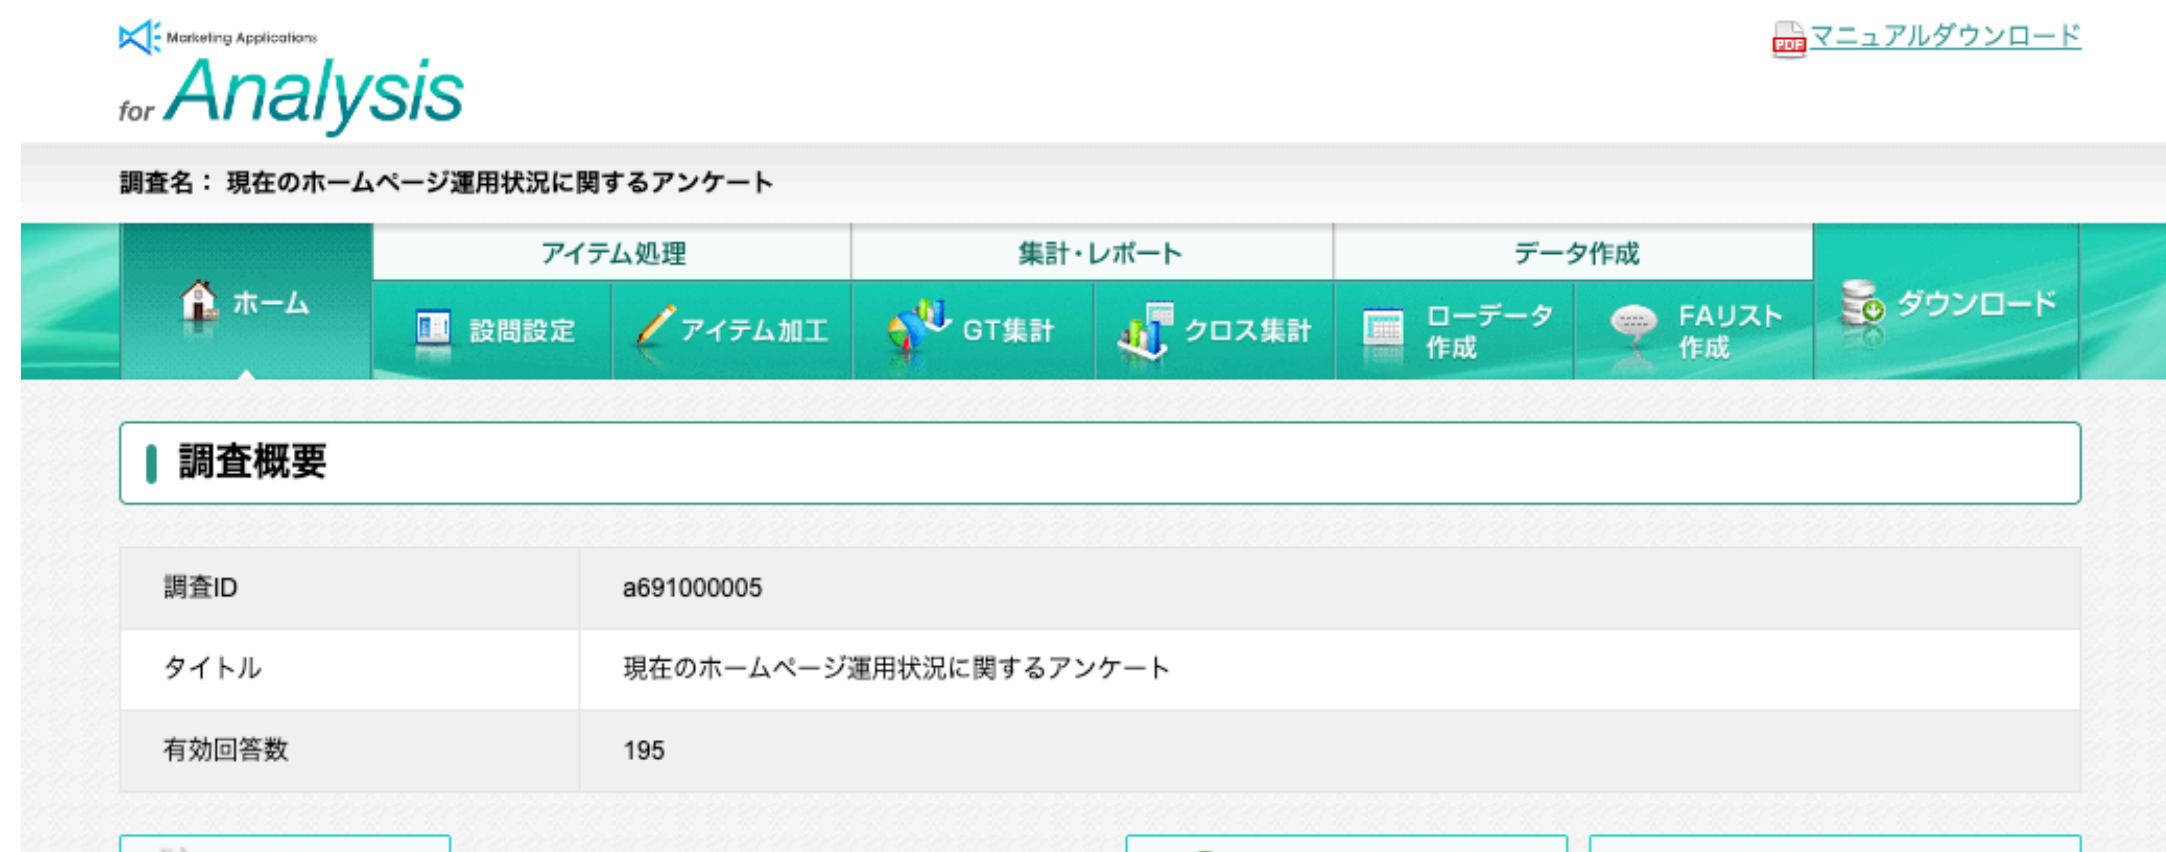 Marketing Applications
for Analysis
マニュアルダウンロード
PDF
調査名： 現在のホームページ運用状況に関するアンケート
ホーム
アイテム処理
集計・レポート
データ作成
設問設定
アイテム加工
GT集計
クロス集計
ローデータ
作成
FAリスト
作成
ダウンロード
調査概要
調査ID
a691000005
タイトル
現在のホームページ運用状況に関するアンケート
有効回答数
195